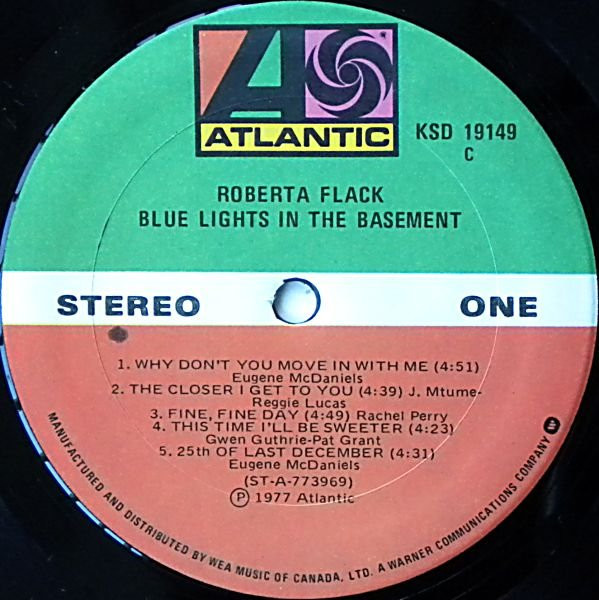 ATLANTIC
KSD 19149
C
ROBERTA FLACK
BLUE LIGHTS IN THE BASEMENT
STEREO ONE
1. WHY DON'T YOU MOVE IN WITH ME (4:51)
Eugene McDaniels
2. THE CLOSER I GET TO YOU (4:39) J. Mtume-
Reggie Lucas
3. FINE, FINE DAY (4:49) Rachel Perry
4. THIS TIME I'LL BE SWEETER (4:23)
Gwen Guthrie-Pat Grant
5. 25th OF LAST DECEMBER (4:31)
Eugene McDaniels
(ST-A-773969)
Ⓟ 1977 Atlantic
MANUFACTURED AND DISTRIBUTED BY WEA MUSIC OF CANADA, LTD. A WARNER COMMUNICATIONS COMPANY